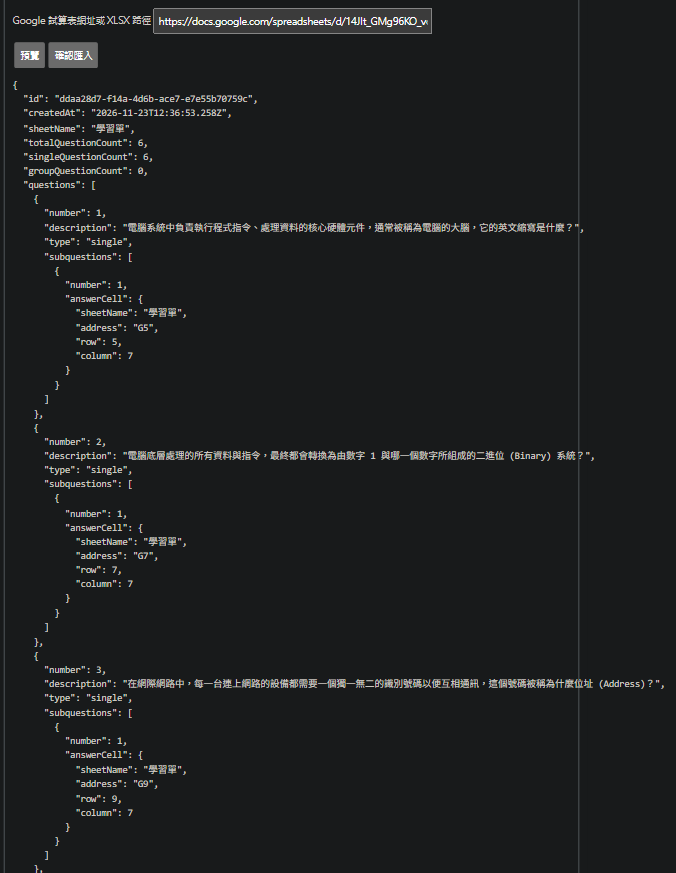 Google 試算表網址或 XLSX 路徑 https://docs.google.com/spreadsheets/d/14JIt_GMg96KO_v
預覽 確認匯入
{
"id": "ddaa28d7-f14a-4d6b-ace7-e7e55b70759c",
"createdAt": "2026-11-23T12:36:53.258Z",
"sheetName": "學習單",
"totalQuestionCount": 6,
"singleQuestionCount": 6,
"groupQuestionCount": 0,
"questions": [
{
"number": 1,
"description": "電腦系統中負責執行程式指令、處理資料的核心硬體元件，通常被稱為電腦的大腦，它的英文縮寫是什麼？",
"type": "single",
"subquestions": [
{
"number": 1,
"answerCell": {
"sheetName": "學習單",
"address": "G5",
"row": 5,
"column": 7
}
}
]
},
{
"number": 2,
"description": "電腦底層處理的所有資料與指令，最終都會轉換為由數字 1 與哪一個數字所組成的二進位 (Binary) 系統？",
"type": "single",
"subquestions": [
{
"number": 1,
"answerCell": {
"sheetName": "學習單",
"address": "G7",
"row": 7,
"column": 7
}
}
]
},
{
"number": 3,
"description": "在網際網路中，每一台連上網路的設備都需要一個獨一無二的識別號碼以便互相通訊，這個號碼被稱為什麼位址 (Address)？",
"type": "single",
"subquestions": [
{
"number": 1,
"answerCell": {
"sheetName": "學習單",
"address": "G9",
"row": 9,
"column": 7
}
}
]
},